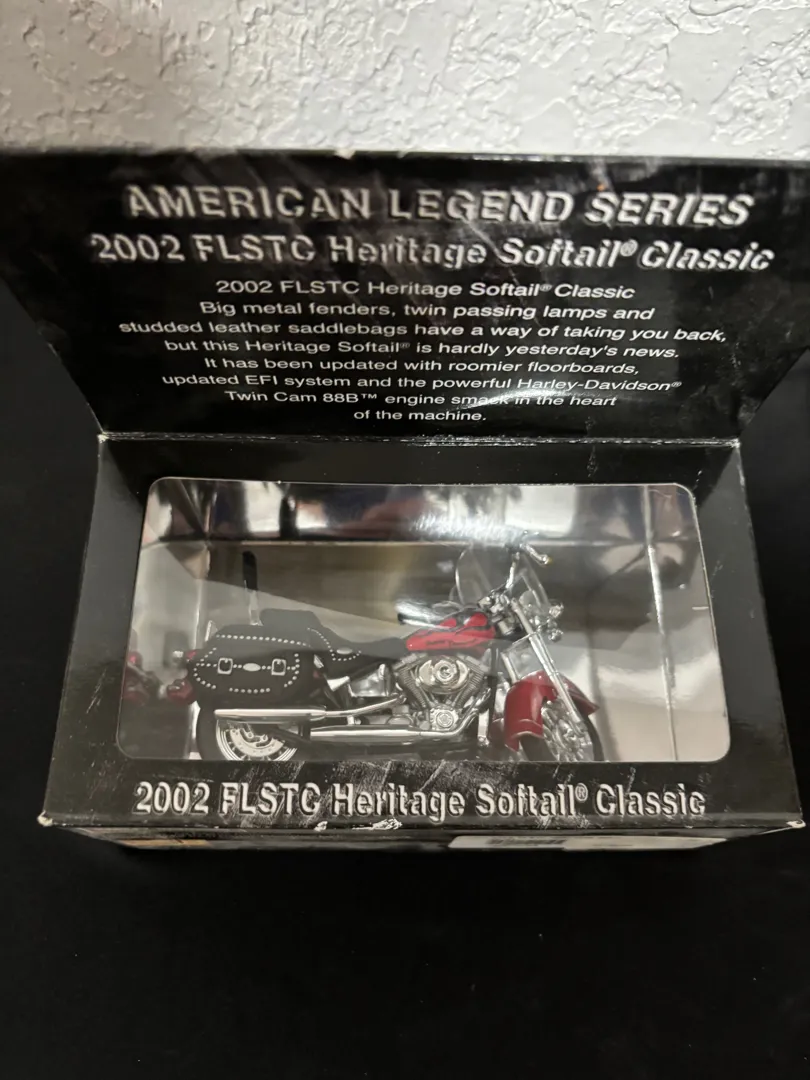 AMERICAN LEGEND SERIES
2002 FLSTC Heritage Softail® Classic
2002 FLSTC Heritage Softail® Classic
Big metal fenders, twin passing lamps and
studded leather saddlebags have a way of taking you back,
but this Heritage Softail® is hardly yesterday's news.
It has been updated with roomier floorboards,
updated EFI system and the powerful Harley-Davidson®
Twin Cam 88B™ engine smack in the heart
of the machine.
2002 FLSTC Heritage Softail® Classic